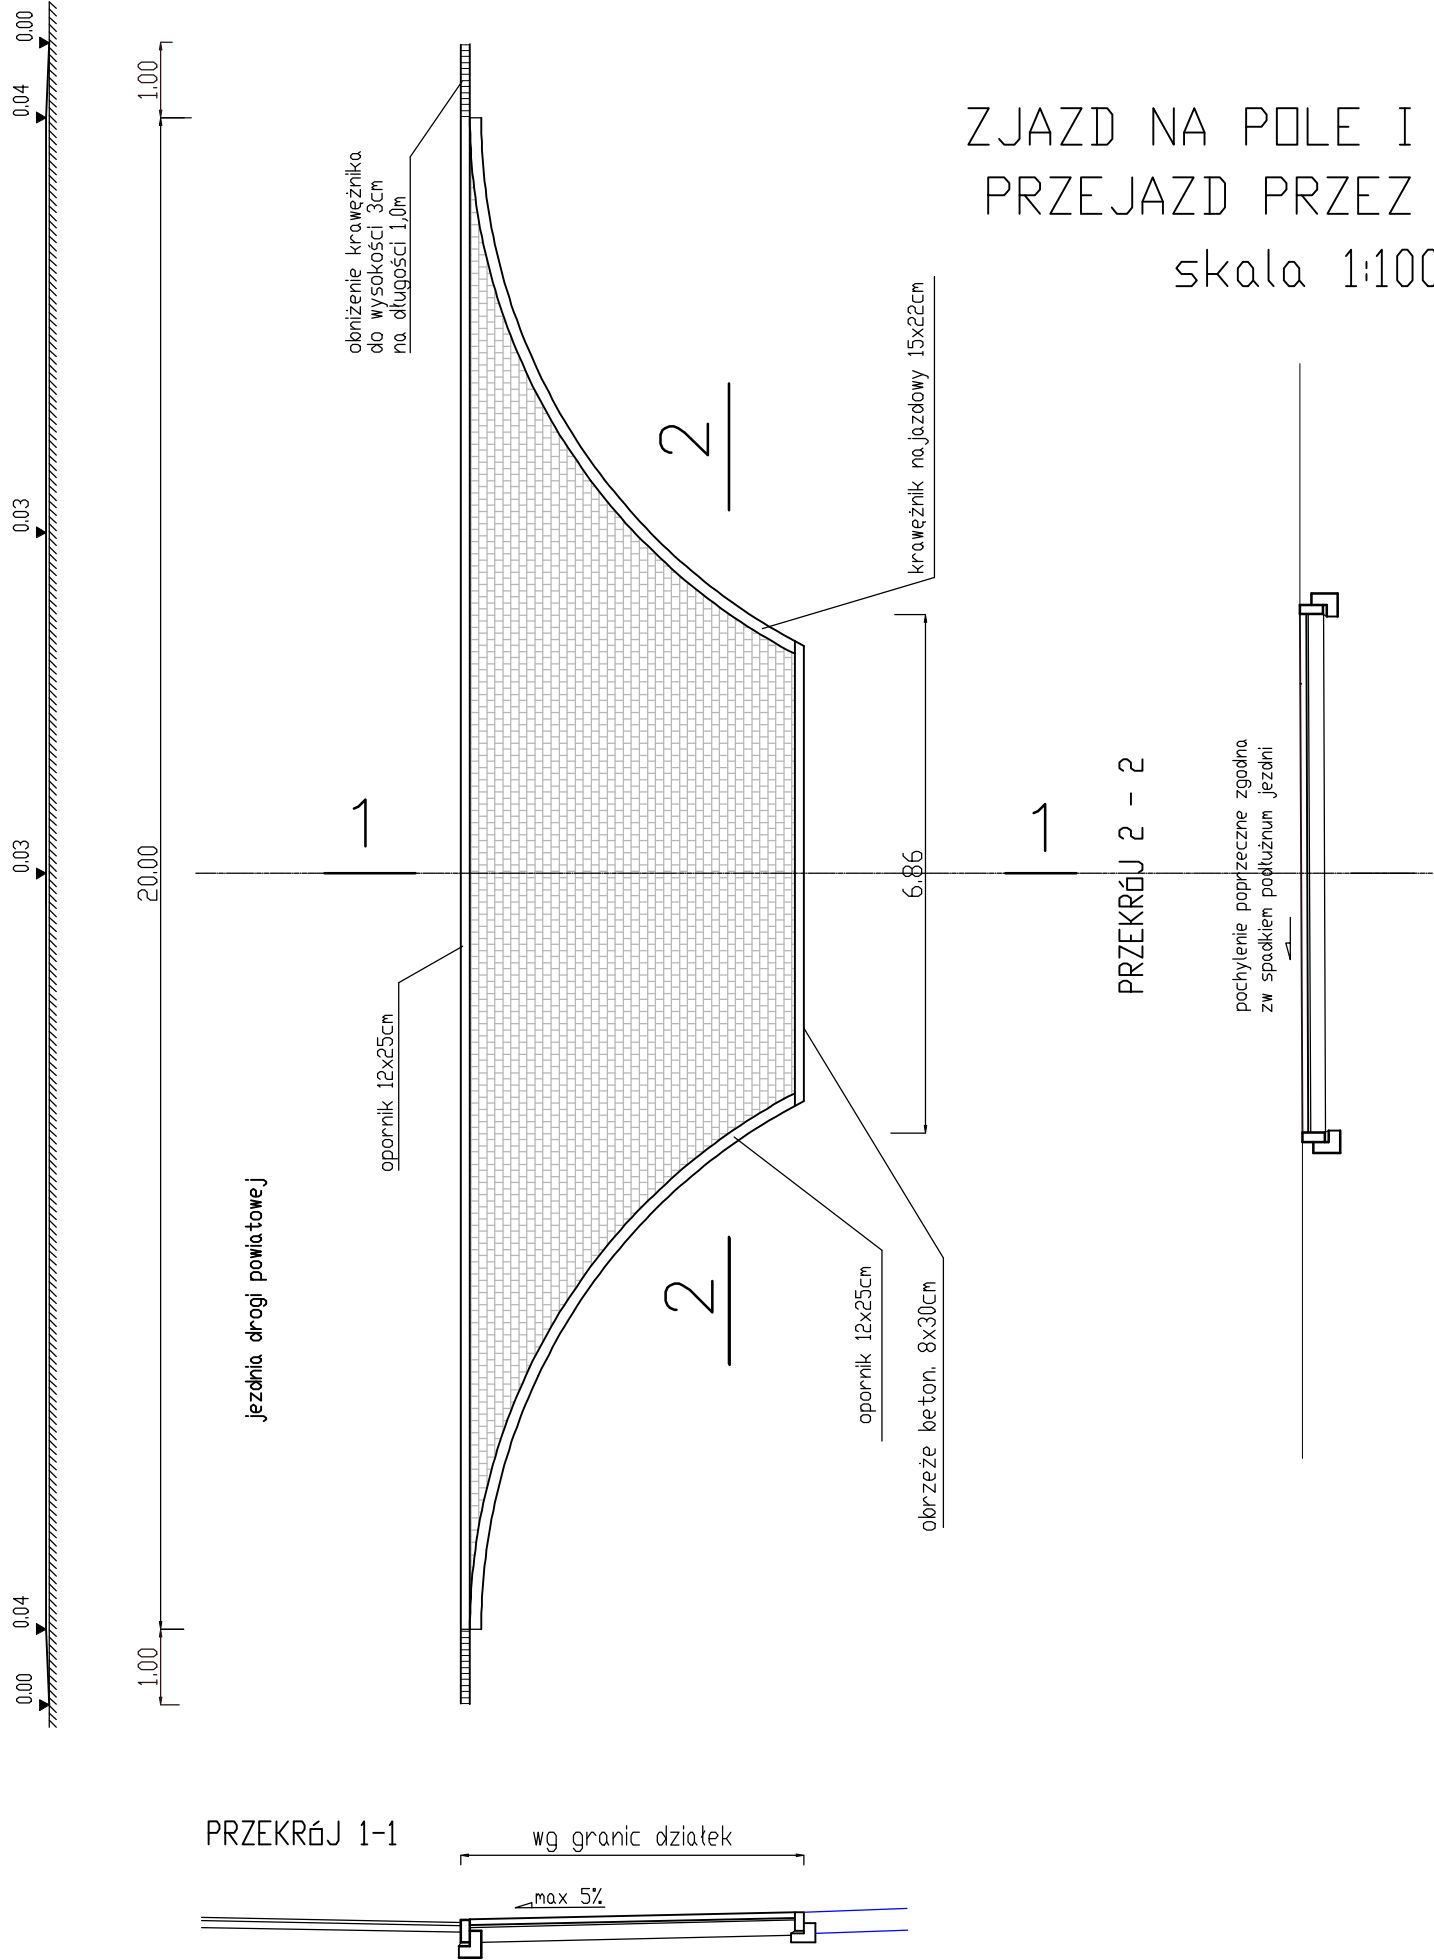 ZJAZD NA POLE I
PRZEJAZD PRZEZ
skala 1:100
0.00
0.04
0.03
0.03
0.04
0.00
1.00
20.00
1.00
obniżenie krawężnika
do wysokości 3cm
na długości 1,0m
2
krawężnik najazdowy 15x22cm
1
1
6.86
PRZEKRóJ 2 - 2
pochylenie poprzeczne zgodna
zw spadkiem podłużnum jezdni
opornik 12x25cm
jezdnia drogi powiatowej
2
opornik 12x25cm
obrzeże beton. 8x30cm
PRZEKRóJ 1-1
wg granic działek
max 5%